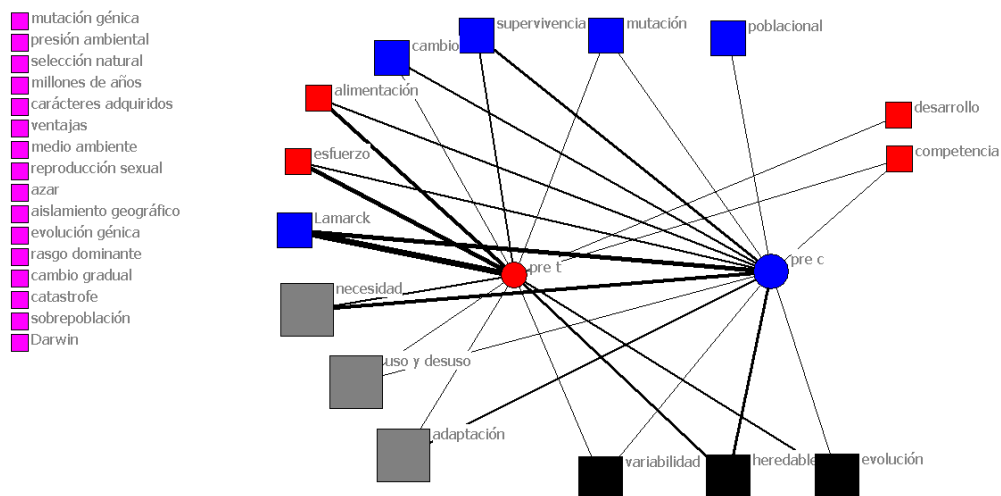 mutación génica
presión ambiental
selección natural
millones de años
carácteres adquiridos
ventajas
medio ambiente
reproducción sexual
azar
aislamiento geográfico
evolución génica
rasgo dominante
cambio gradual
catastrofe
sobrepoblación
Darwin
supervivencia
mutación
poblacional
cambio
alimentación
desarrollo
esfuerzo
competencia
Lamarck
pre t
pre c
necesidad
uso y desuso
adaptación
variabilidad
heredable
evolución